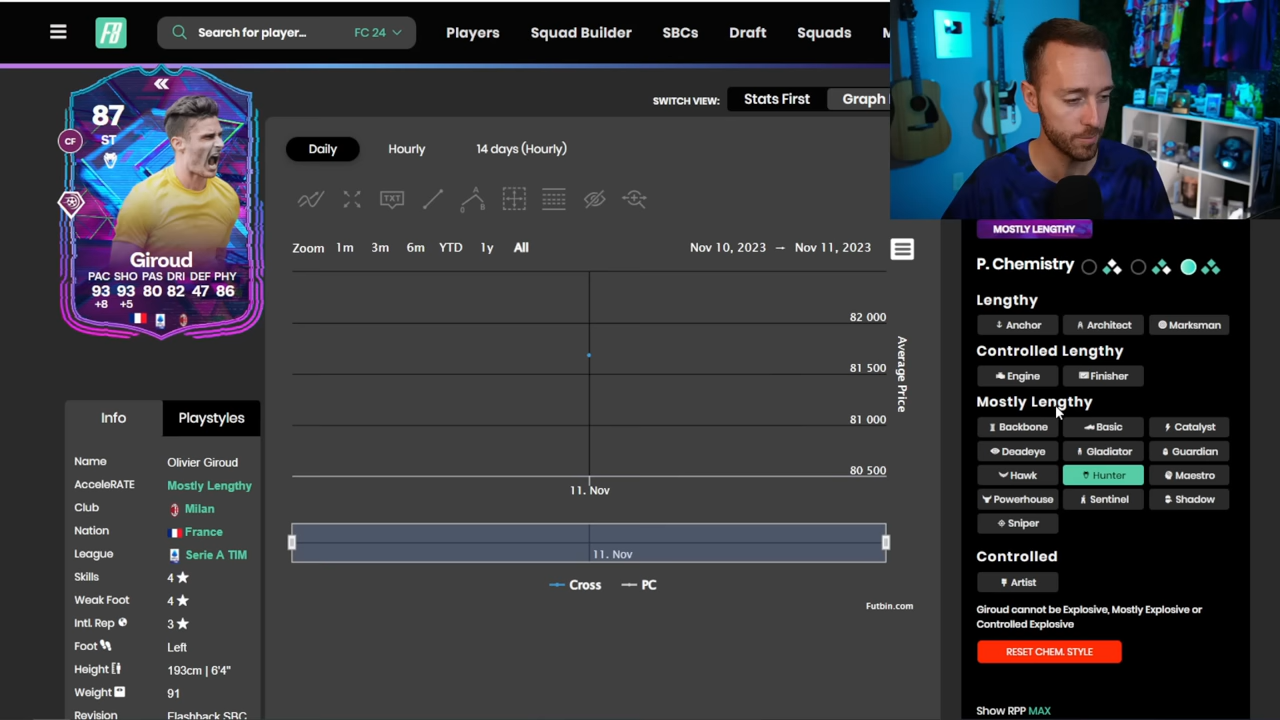 FB
Search for player...
FC 24
Players
Squad Builder
SBCs
Draft
Squads
M
SWITCH VIEW:
Stats First
Graph
87
ST
CF
Giroud
PAC SHO PAS DRI DEF PHY
93 93 80 82 47 86
+8 +5
Daily
Hourly
14 days (Hourly)
TXT
Zoom 1m 3m 6m YTD 1y All
Nov 10, 2023 → Nov 11, 2023
82 000
81 500
81 000
80 500
Average Price
11. Nov
11. Nov
Cross
PC
Futbin.com
Info
Playstyles
Name Olivier Giroud
AcceleRATE Mostly Lengthy
Club Milan
Nation France
League Serie A TIM
Skills 4
Weak Foot 4
Intl. Rep 3
Foot Left
Height 193cm | 6'4"
Weight 91
Revision Flashback SBC
MOSTLY LENGTHY
P. Chemistry
Lengthy
Anchor
Architect
Marksman
Controlled Lengthy
Engine
Finisher
Mostly Lengthy
Backbone
Basic
Catalyst
Deadeye
Gladiator
Guardian
Hawk
Hunter
Maestro
Powerhouse
Sentinel
Shadow
Sniper
Controlled
Artist
Giroud cannot be Explosive, Mostly Explosive or
Controlled Explosive
RESET CHEM. STYLE
Show RPP MAX